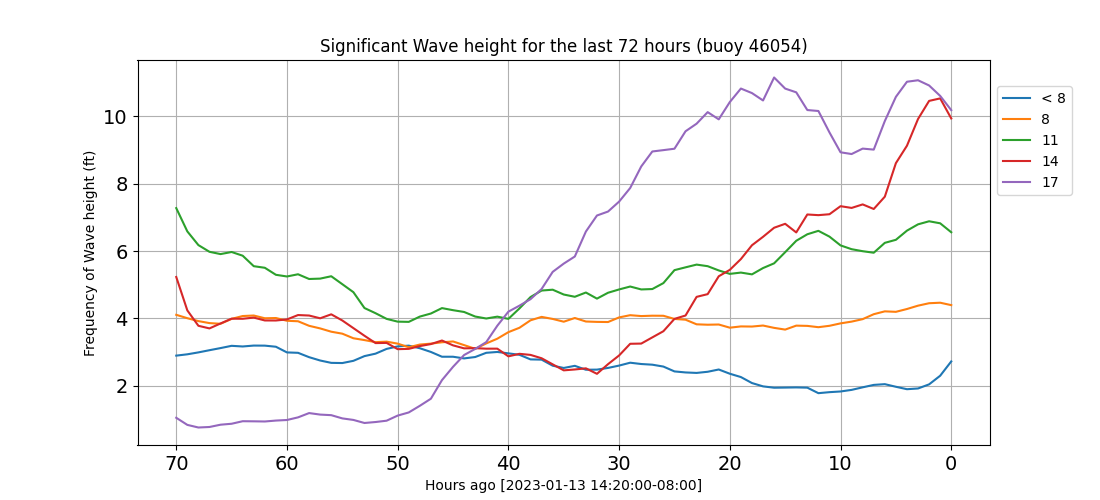 Significant Wave height for the last 72 hours (buoy 46054)
Frequency of Wave height (ft)
10
8
6
4
2
70 60 50 40 30 20 10 0
Hours ago [2023-01-13 14:20:00-08:00]
< 8
8
11
14
17